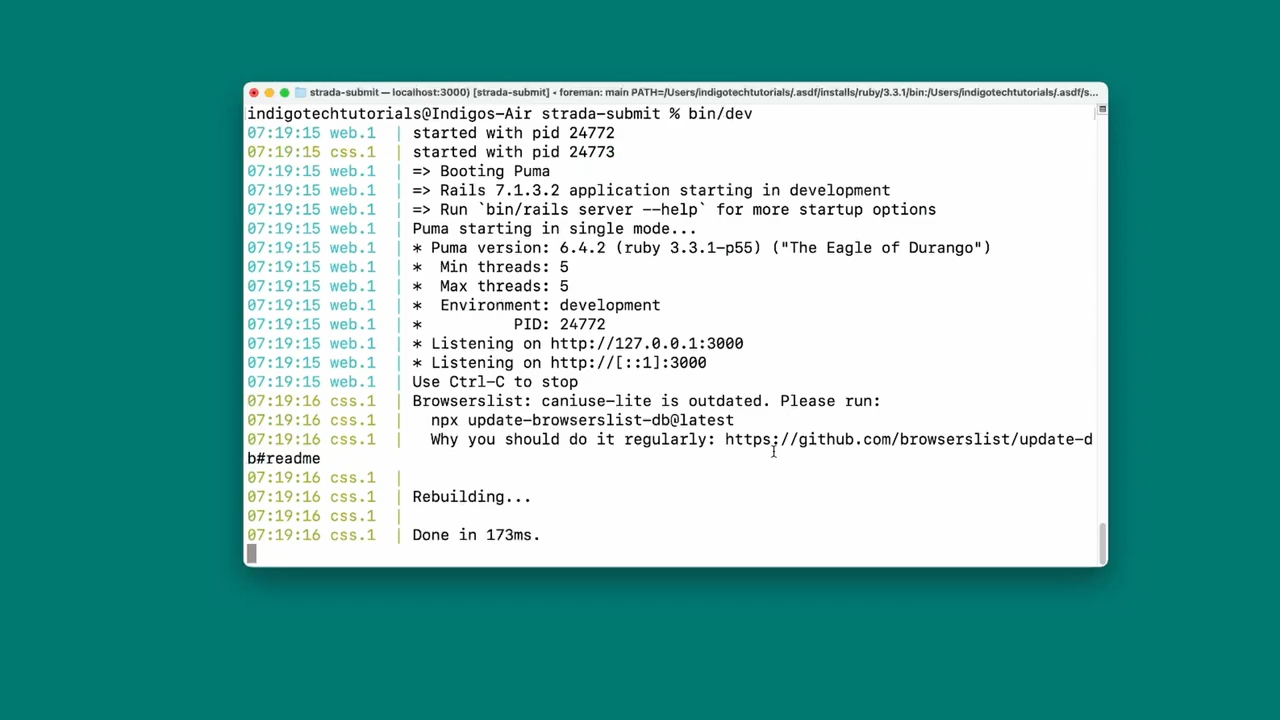 strada-submit — localhost:3000) [strada-submit] ◂ foreman: main PATH=/Users/indigotechtutorials/.asdf/installs/ruby/3.3.1/bin:/Users/indigotechtutorials/.asdf/s...
indigotechtutorials@Indigos-Air strada-submit % bin/dev
07:19:15 web.1  | started with pid 24772
07:19:15 css.1  | started with pid 24773
07:19:15 web.1  | => Booting Puma
07:19:15 web.1  | => Rails 7.1.3.2 application starting in development
07:19:15 web.1  | => Run `bin/rails server --help` for more startup options
07:19:15 web.1  | Puma starting in single mode...
07:19:15 web.1  | * Puma version: 6.4.2 (ruby 3.3.1-p55) ("The Eagle of Durango")
07:19:15 web.1  | *  Min threads: 5
07:19:15 web.1  | *  Max threads: 5
07:19:15 web.1  | *  Environment: development
07:19:15 web.1  | *          PID: 24772
07:19:15 web.1  | * Listening on http://127.0.0.1:3000
07:19:15 web.1  | * Listening on http://[::1]:3000
07:19:15 web.1  | Use Ctrl-C to stop
07:19:16 css.1  | Browserslist: caniuse-lite is outdated. Please run:
07:19:16 css.1  |   npx update-browserslist-db@latest
07:19:16 css.1  |   Why you should do it regularly: https://github.com/browserslist/update-d
b#readme
07:19:16 css.1  |
07:19:16 css.1  | Rebuilding...
07:19:16 css.1  |
07:19:16 css.1  | Done in 173ms.